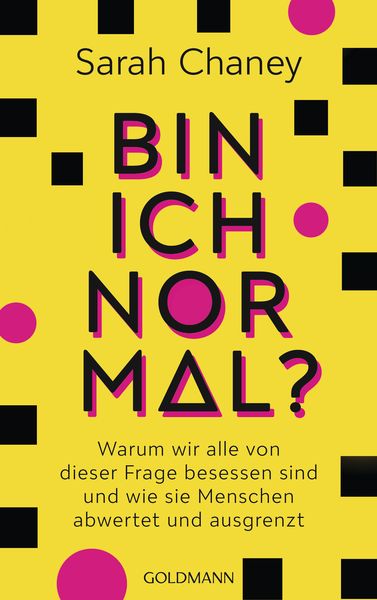 Sarah Chaney
BIN
ICH
NOR
MAL?
Warum wir alle von
dieser Frage besessen sind
und wie sie Menschen
abwertet und ausgrenzt
GOLDMANN